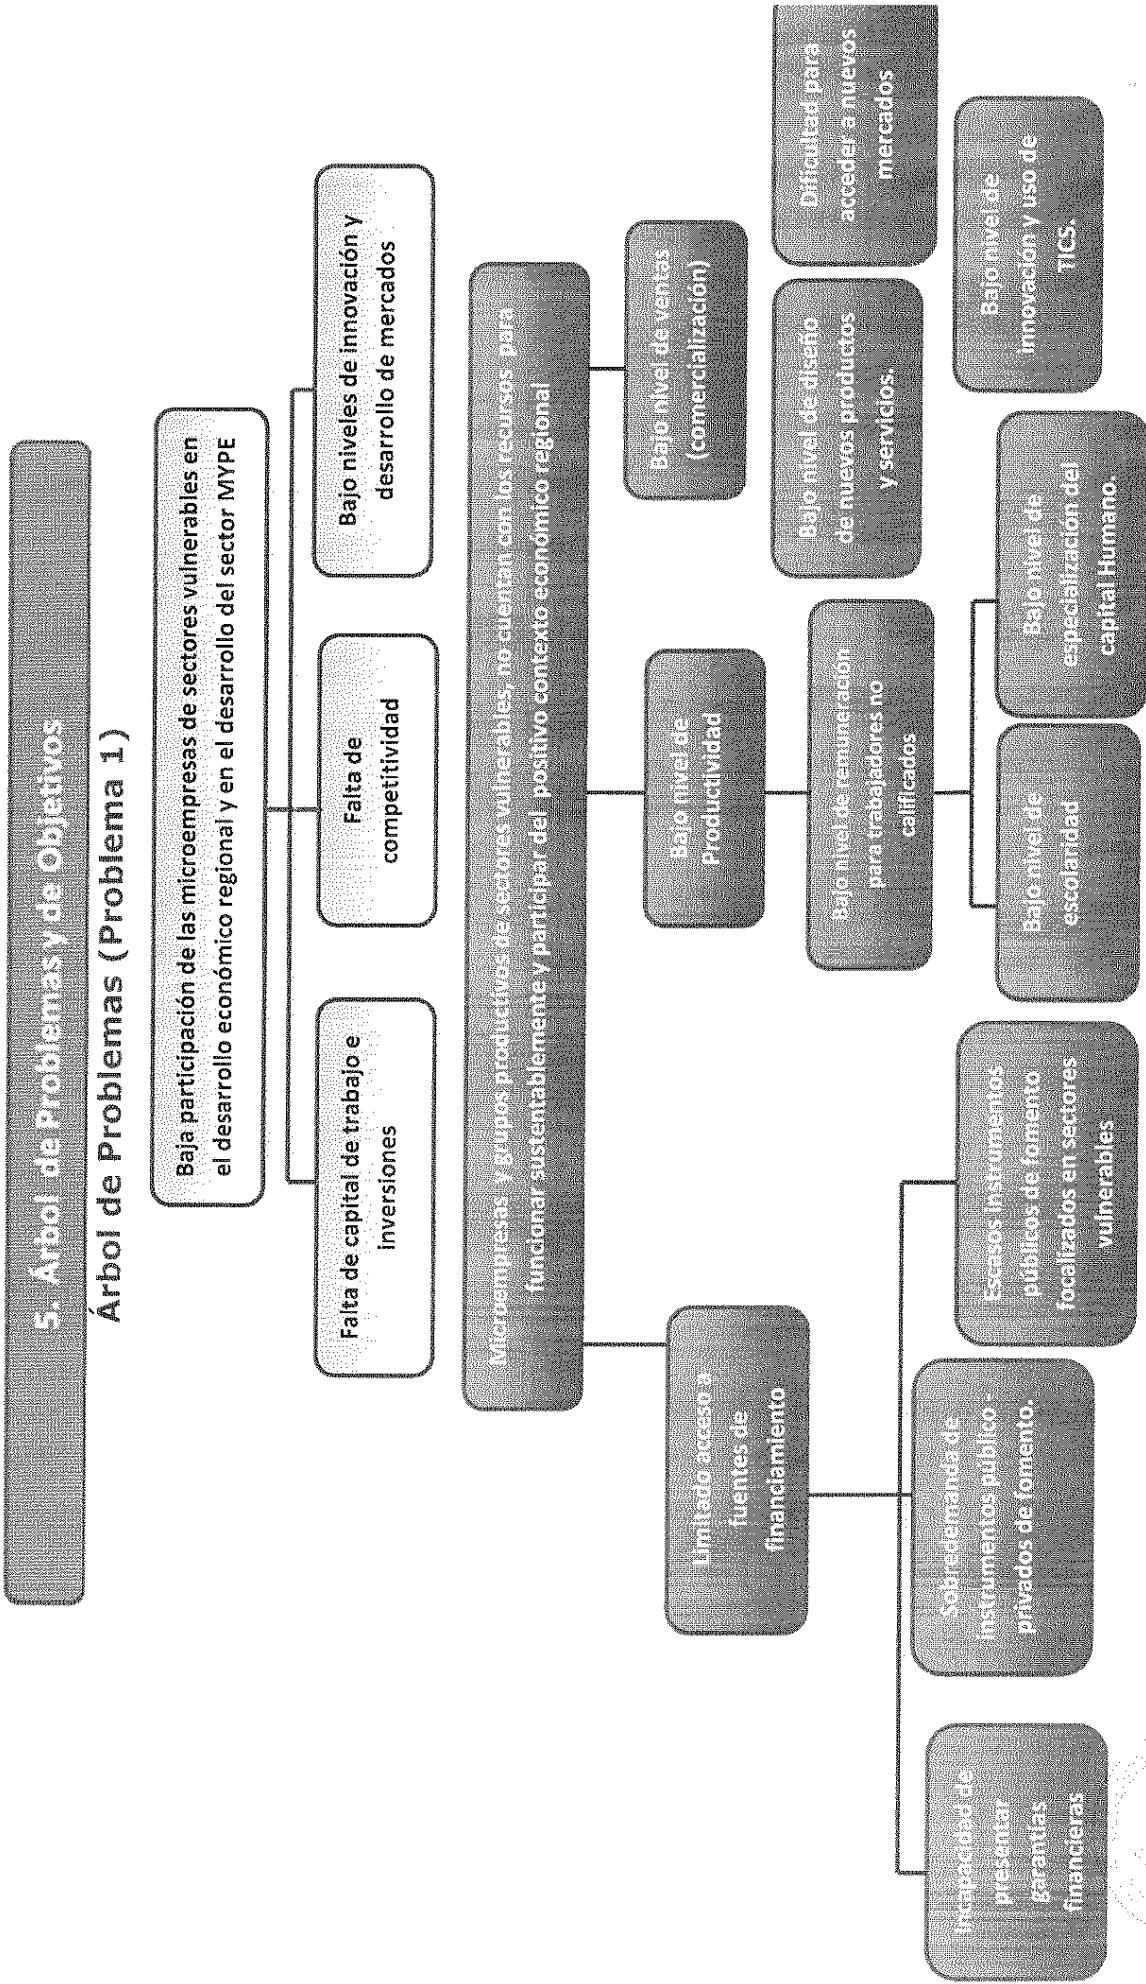 5. Árbol de Problemas y de Objetivos
Árbol de Problemas (Problema 1)
Baja participación de las microempresas de sectores vulnerables en
el desarrollo económico regional y en el desarrollo del sector MYPE
Falta de capital de trabajo e
inversiones
Falta de
competitividad
Bajo niveles de innovación y
desarrollo de mercados
Microempresas y grupos productivos de sectores vulnerables, no cuentan con los recursos para
funcionar sustentablemente y participar del positivo contexto económico regional
Limitado acceso a
fuentes de
financiamiento
Bajo nivel de
Productividad
Bajo nivel de ventas
(comercialización)
Bajo nivel de remuneración
para trabajadores no
calificados
Bajo nivel de diseño
de nuevos productos
y servicios.
Dificultad para
acceder a nuevos
mercados
Incapacidad de
presentar
garantías
financieras
Sobredemanda de
instrumentos público -
privados de fomento.
Escasos instrumentos
públicos de fomento
focalizados en sectores
vulnerables
Bajo nivel de
escolaridad
Bajo nivel de
especialización del
capital Humano.
Bajo nivel de
innovación y uso de
TICS.